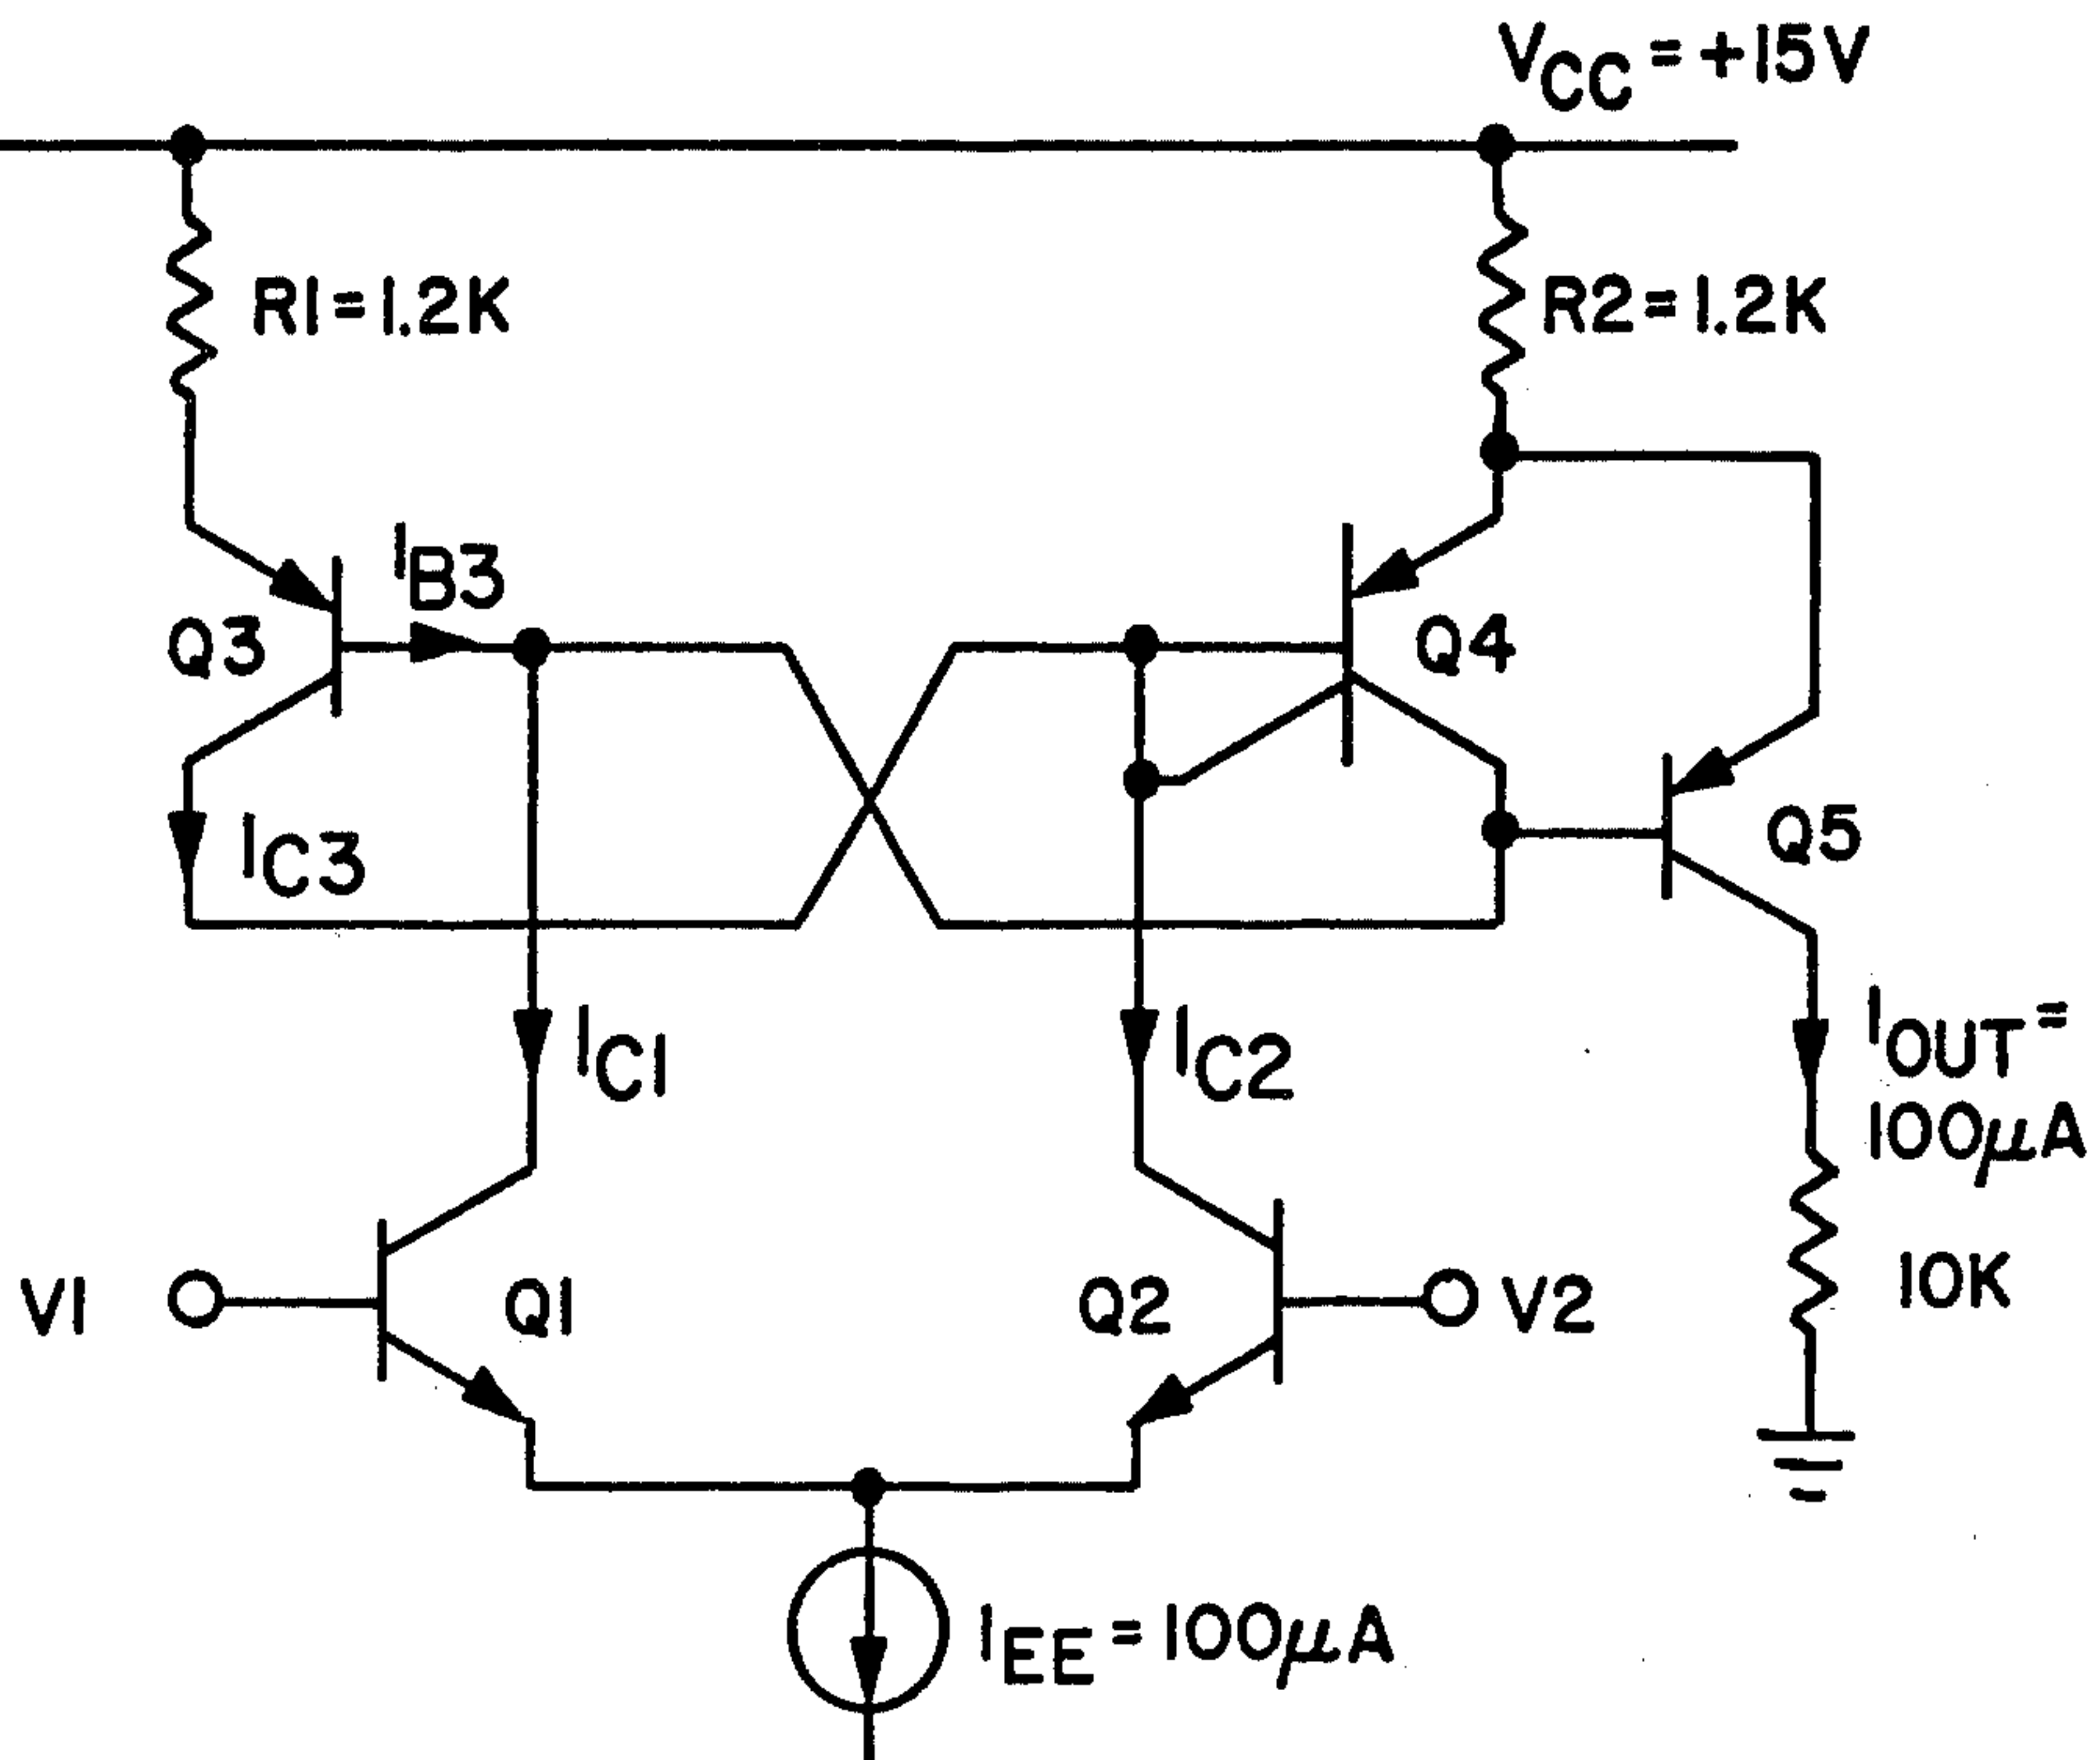 VCC=+15V
R1=1.2K
R2=1.2K
IB3
Q3
Q4
IC3
Q5
IC1
IC2
IOUT=
100μA
V1
Q1
Q2
V2
10K
IEE=100μA